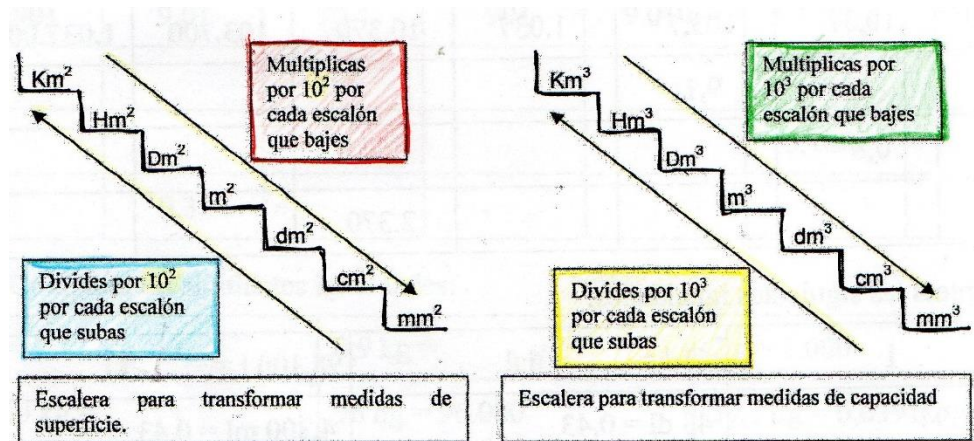 Km²
Hm²
Dm²
m²
dm²
cm²
mm²
Multiplicas
por 10² por
cada escalón
que bajes
Divides por 10²
por cada escalón
que subas
Escalera para transformar medidas de
superficie.
Km³
Hm³
Dm³
m³
dm³
cm³
mm³
Multiplicas por
10³ por cada
escalón que bajes
Divides por 10³
por cada escalón
que subas
Escalera para transformar medidas de capacidad